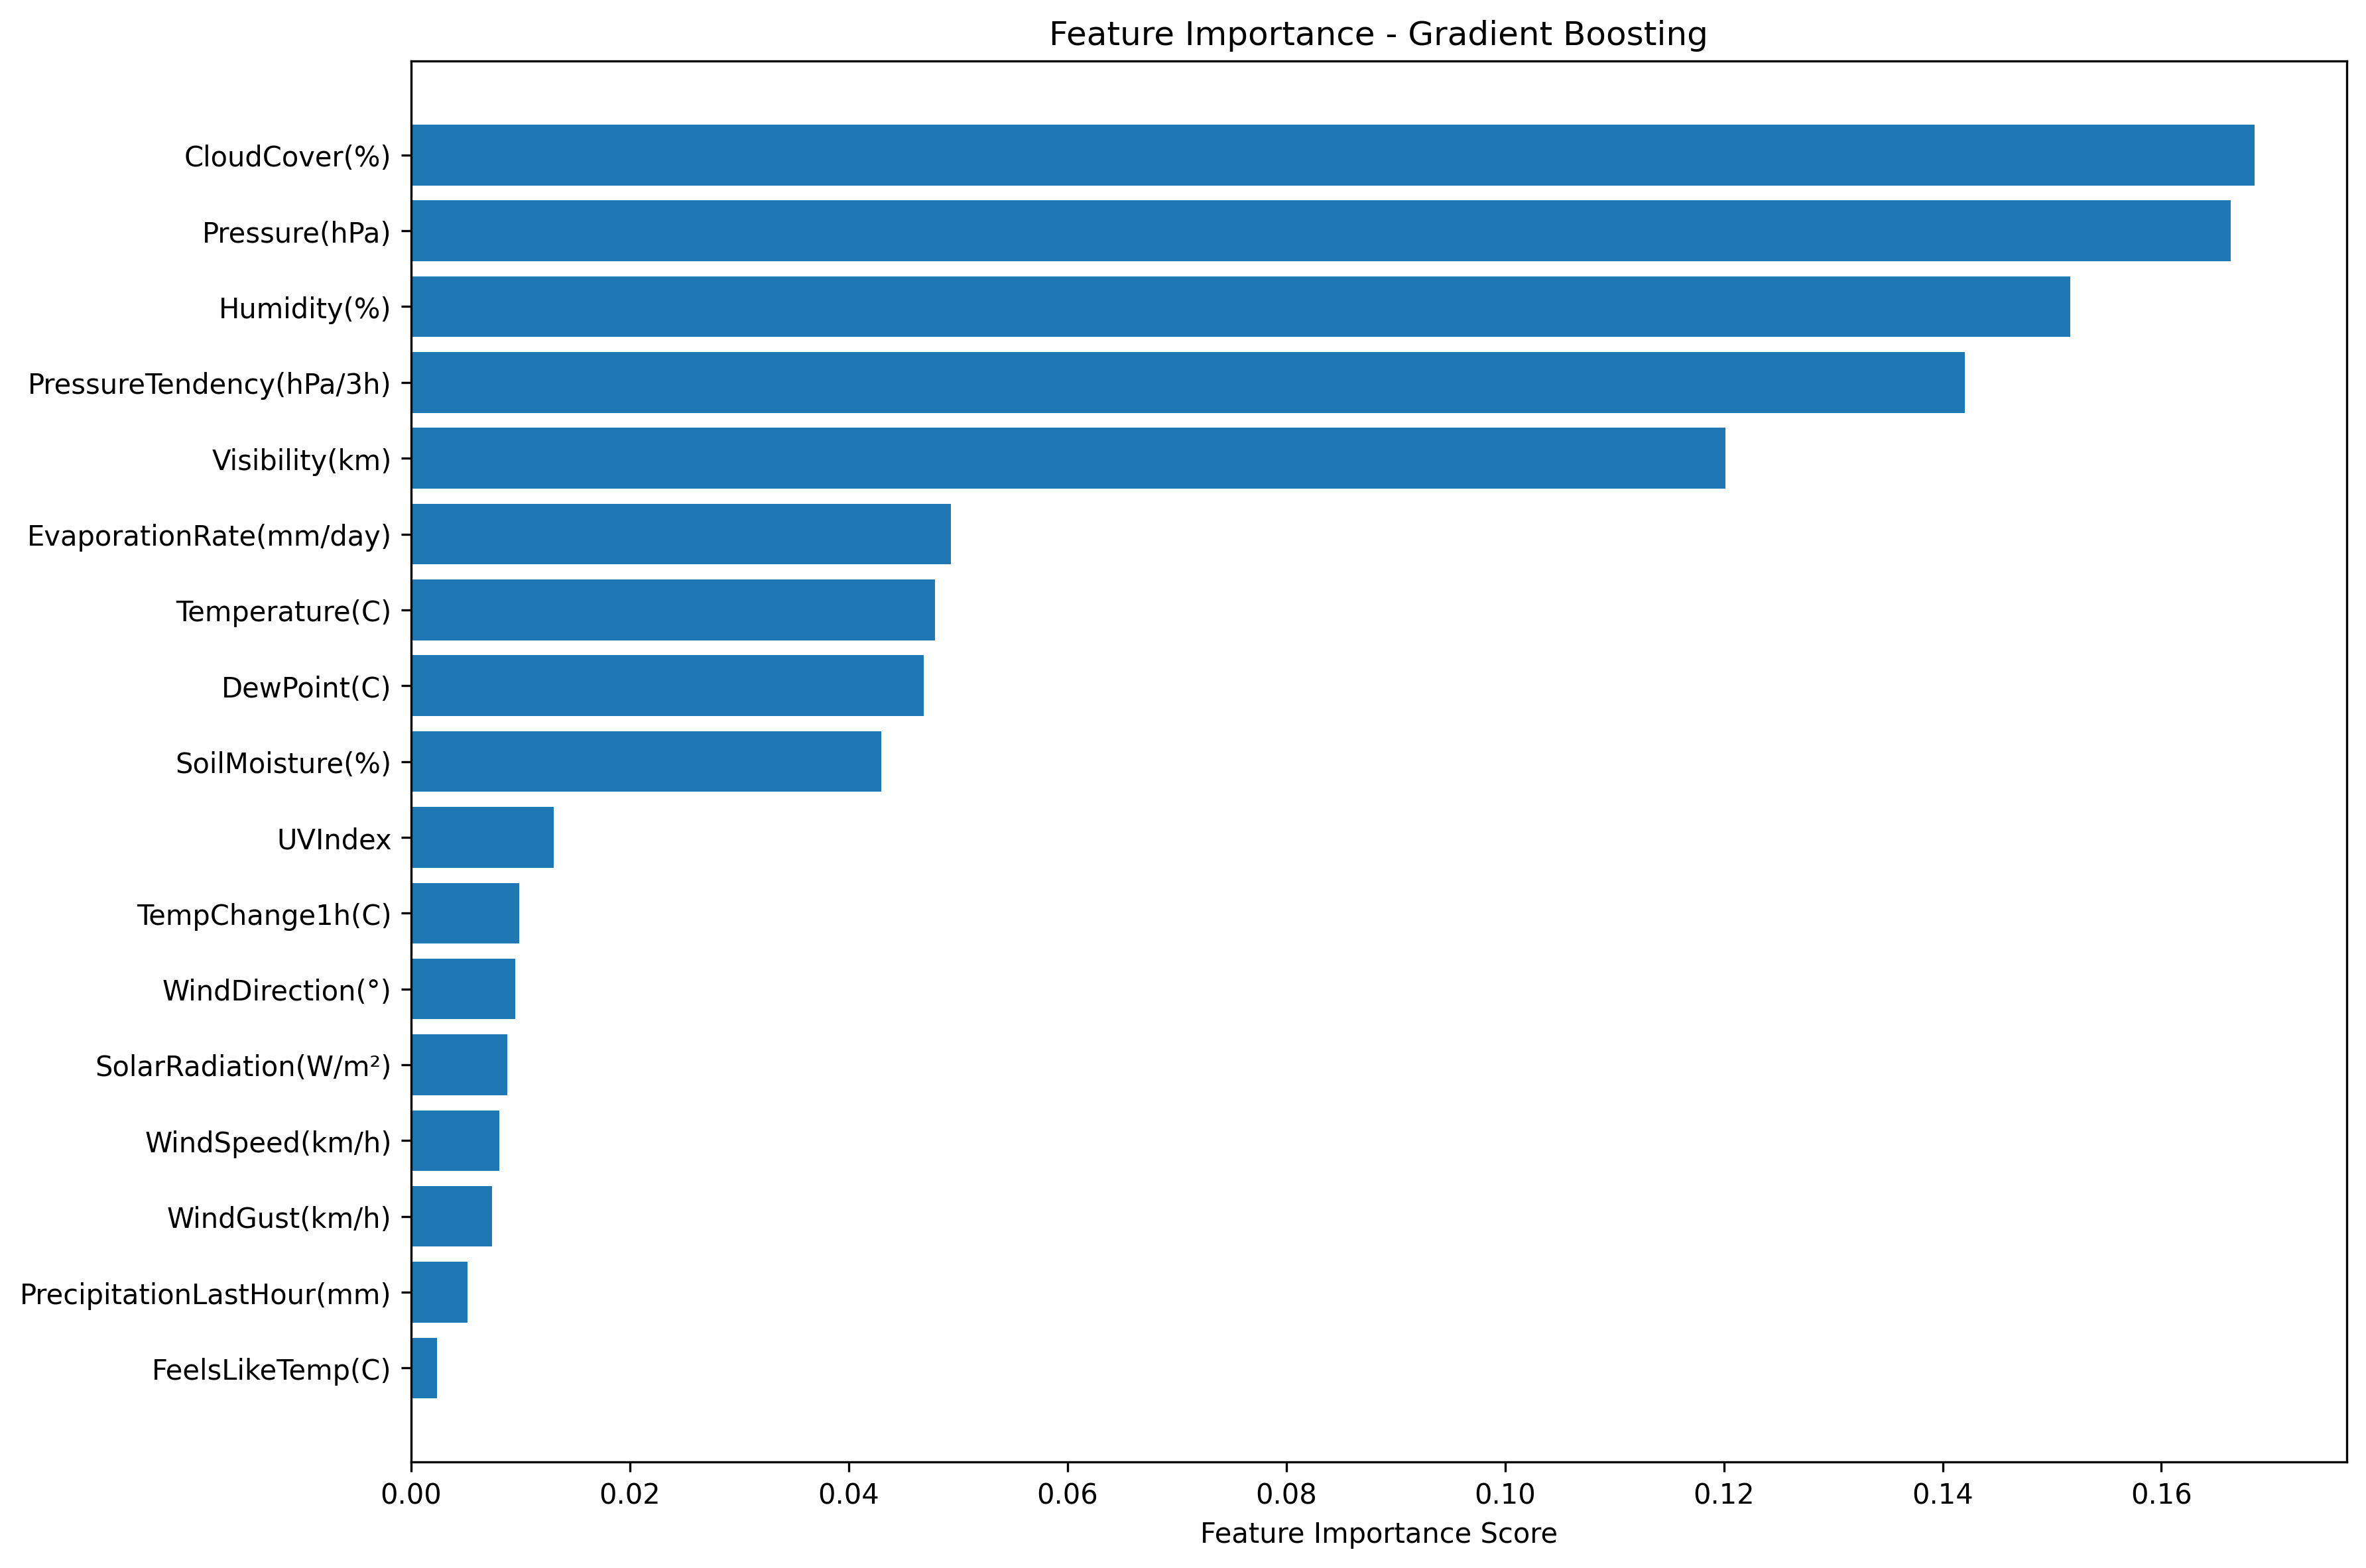 Feature Importance - Gradient Boosting
CloudCover(%)
Pressure(hPa)
Humidity(%)
PressureTendency(hPa/3h)
Visibility(km)
EvaporationRate(mm/day)
Temperature(C)
DewPoint(C)
SoilMoisture(%)
UVIndex
TempChange1h(C)
WindDirection(°)
SolarRadiation(W/m²)
WindSpeed(km/h)
WindGust(km/h)
PrecipitationLastHour(mm)
FeelsLikeTemp(C)
0.00 0.02 0.04 0.06 0.08 0.10 0.12 0.14 0.16
Feature Importance Score